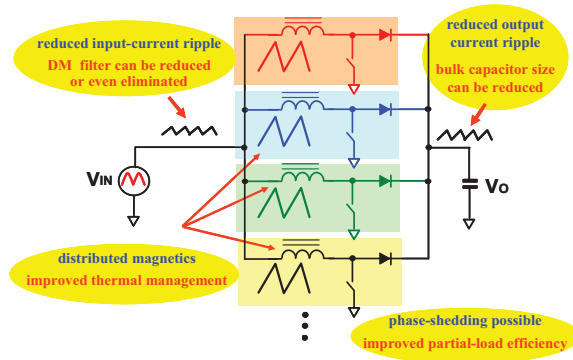 reduced input-current ripple
DM filter can be reduced
or even eliminated
reduced output
current ripple
bulk capacitor size
can be reduced
VIN
VO
distributed magnetics
improved thermal management
phase-shedding possible
improved partial-load efficiency